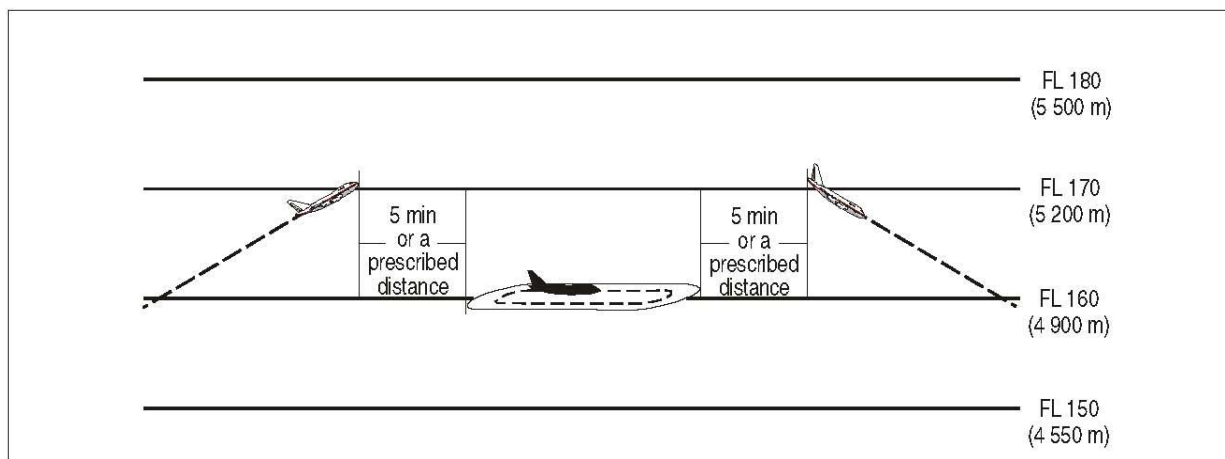 FL 180
(5 500 m)
FL 170
(5 200 m)
5 min
or a
prescribed
distance
5 min
or a
prescribed
distance
FL 160
(4 900 m)
FL 150
(4 550 m)